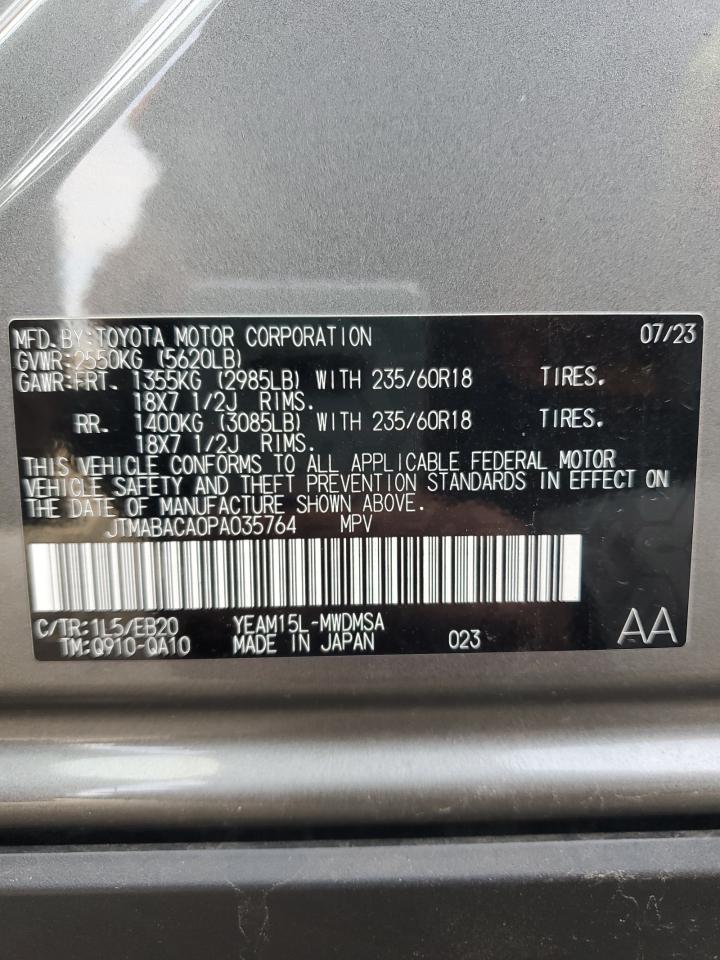 MFD. BY:TOYOTA MOTOR CORPORATION 07/23
GVWR:2550KG (5620LB)
GAWR:FRT. 1355KG (2985LB) WITH 235/60R18 TIRES.
18X7 1/2J RIMS.
RR. 1400KG (3085LB) WITH 235/60R18 TIRES.
18X7 1/2J RIMS.
THIS VEHICLE CONFORMS TO ALL APPLICABLE FEDERAL MOTOR
VEHICLE SAFETY AND THEFT PREVENTION STANDARDS IN EFFECT ON
THE DATE OF MANUFACTURE SHOWN ABOVE.
JTMABACA0PA035764 MPV
C/TR:1L5/EB20 YEAM15L-MWDMSA
TM:Q910-QA10 MADE IN JAPAN 023 AA